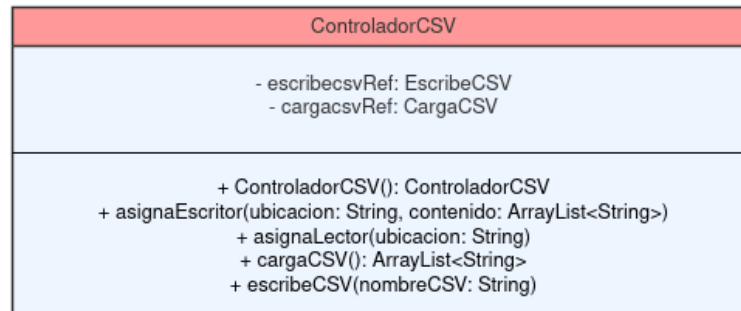 ControladorCSV
- escribecsvRef: EscribeCSV
- cargacsvRef: CargaCSV
+ ControladorCSV(): ControladorCSV
+ asignaEscritor(ubicacion: String, contenido: ArrayList<String>)
+ asignaLector(ubicacion: String)
+ cargaCSV(): ArrayList<String>
+ escribeCSV(nombreCSV: String)